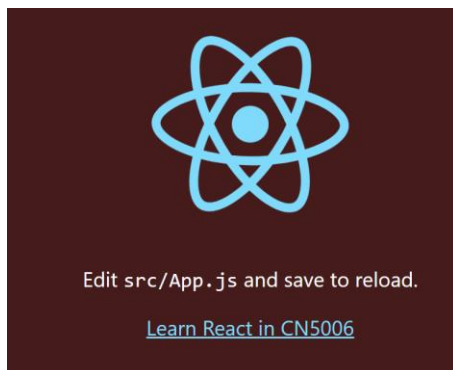 Edit src/App.js and save to reload.
Learn React in CN5006